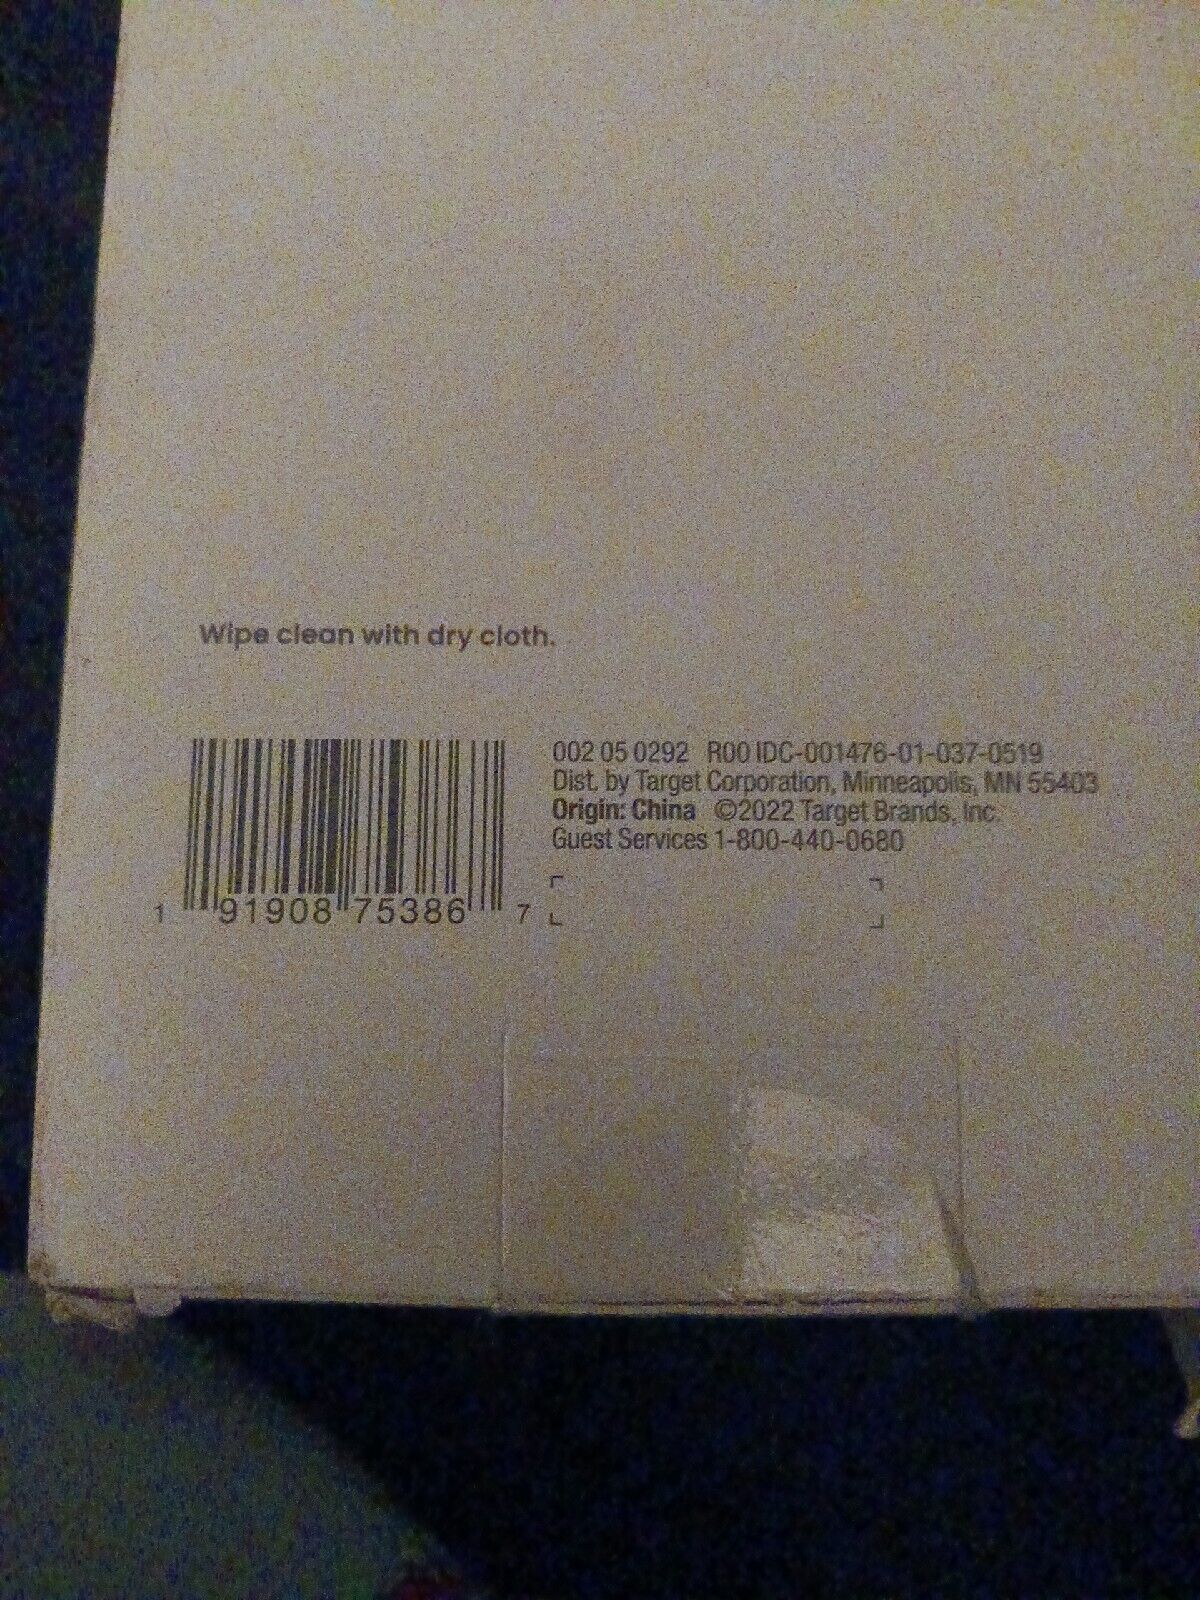 Wipe clean with dry cloth.
002 05 0292 R00 IDC-001476-01-037-0519
Dist. by Target Corporation, Minneapolis, MN 55403
Origin: China ©2022 Target Brands, Inc.
Guest Services 1-800-440-0680
1 91908 75386 7